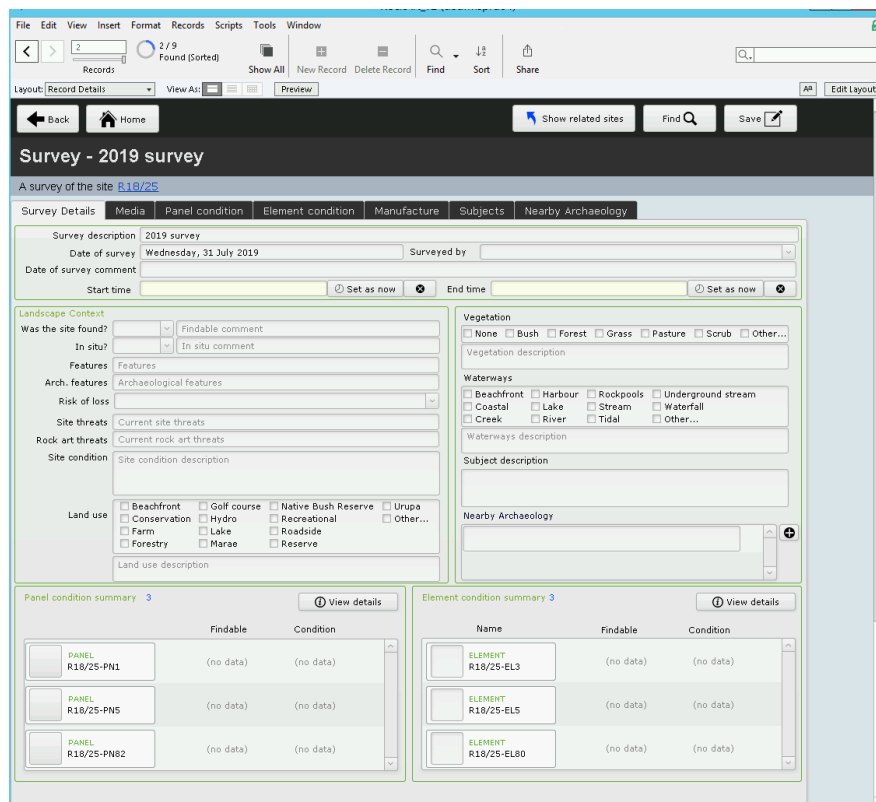 File Edit View Insert Format Records Scripts Tools Window
2
2 / 9
Found (Sorted)
Records
Show All New Record Delete Record Find Sort Share
Layout: Record Details View As: Preview Aa Edit Layout
Back Home Show related sites Find Save
Survey - 2019 survey
A survey of the site R18/25
Survey Details Media Panel condition Element condition Manufacture Subjects Nearby Archaeology
Survey description 2019 survey
Date of survey Wednesday, 31 July 2019 Surveyed by
Date of survey comment
Start time Set as now End time Set as now
Landscape Context
Was the site found? Findable comment
In situ? In situ comment
Features Features
Arch. features Archaeological features
Risk of loss
Site threats Current site threats
Rock art threats Current rock art threats
Site condition Site condition description
Land use
Beachfront Golf course Native Bush Reserve Urupa
Conservation Hydro Recreational Other...
Farm Lake Roadside
Forestry Marae Reserve
Land use description
Vegetation
None Bush Forest Grass Pasture Scrub Other...
Vegetation description
Waterways
Beachfront Harbour Rockpools Underground stream
Coastal Lake Stream Waterfall
Creek River Tidal Other...
Waterways description
Subject description
Nearby Archaeology
Panel condition summary 3 View details
Findable Condition
PANEL
R18/25-PN1 (no data) (no data)
PANEL
R18/25-PN5 (no data) (no data)
PANEL
R18/25-PN82 (no data) (no data)
Element condition summary 3 View details
Name Findable Condition
ELEMENT
R18/25-EL3 (no data) (no data)
ELEMENT
R18/25-EL5 (no data) (no data)
ELEMENT
R18/25-EL80 (no data) (no data)